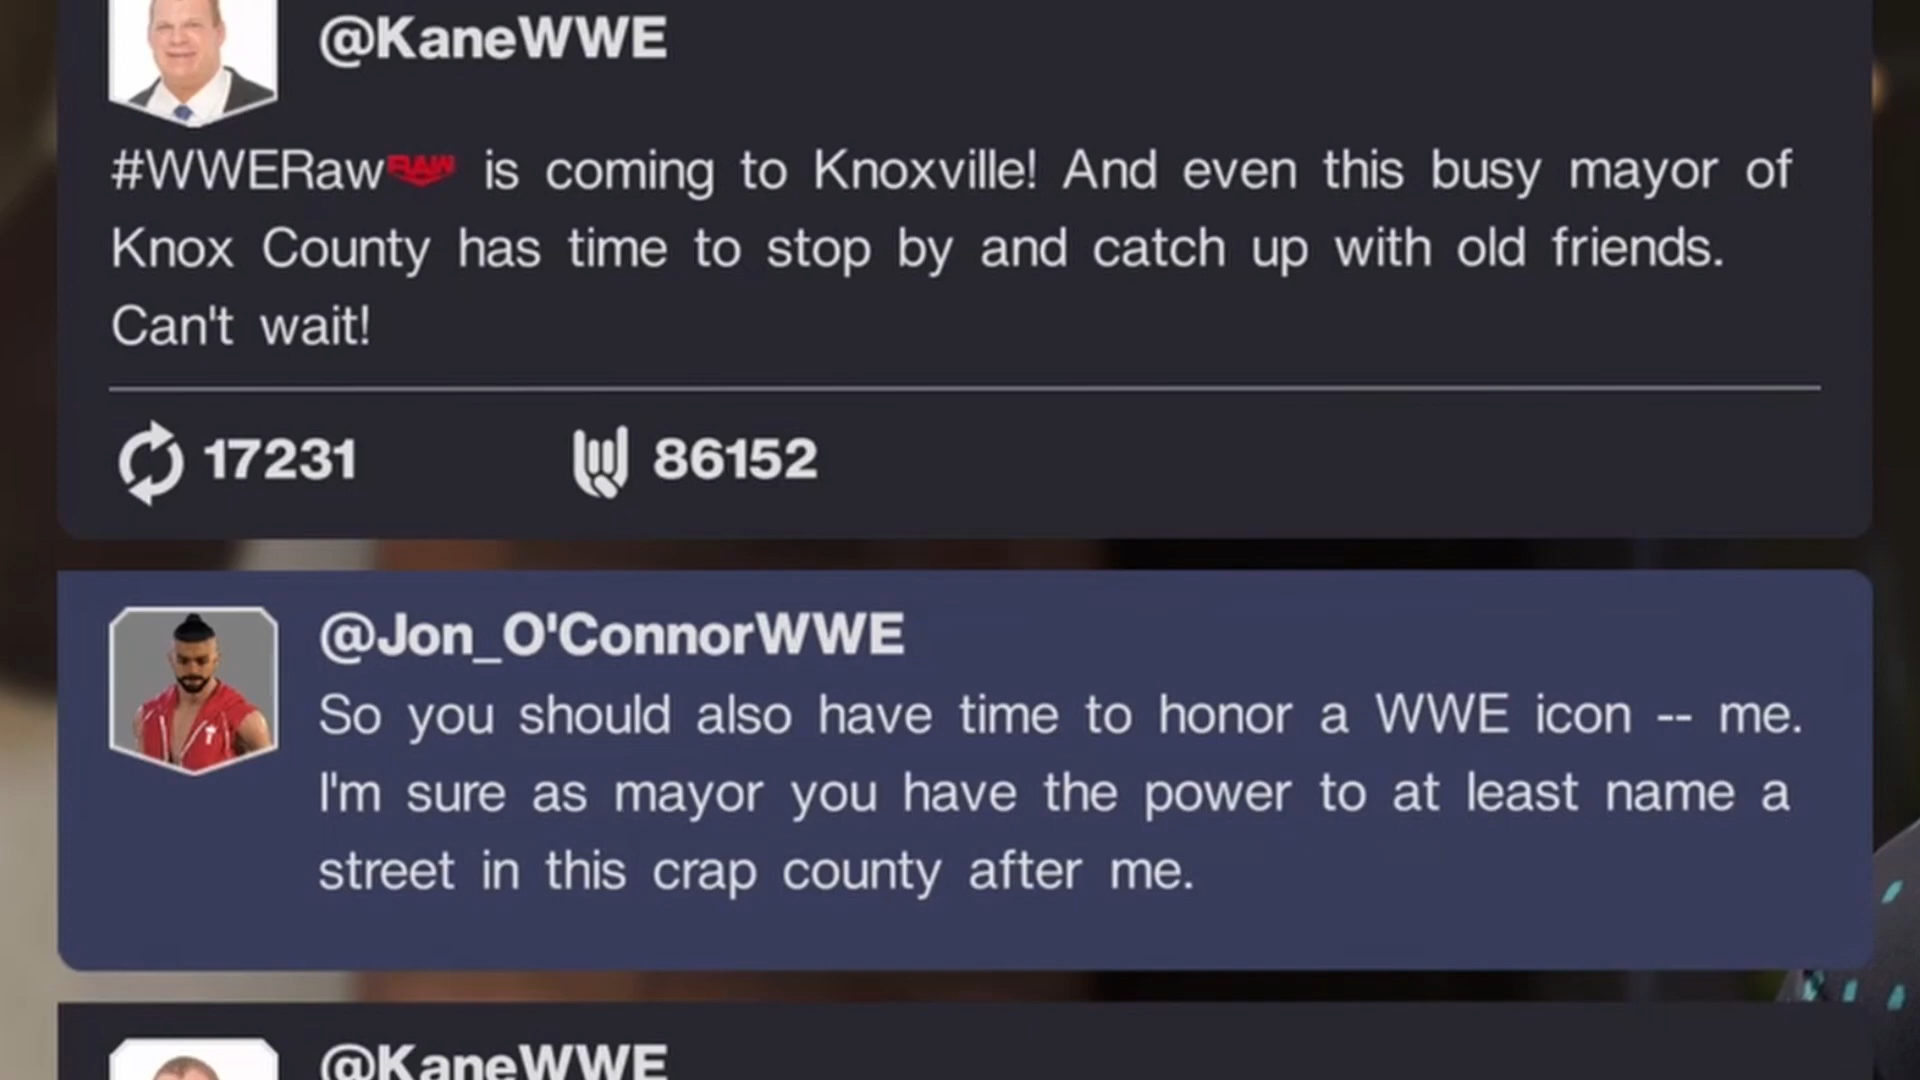 @KaneWWE
#WWERaw RAW is coming to Knoxville! And even this busy mayor of
Knox County has time to stop by and catch up with old friends.
Can't wait!
17231 86152
@Jon_O'ConnorWWE
So you should also have time to honor a WWE icon -- me.
I'm sure as mayor you have the power to at least name a
street in this crap county after me.
@KaneWWE